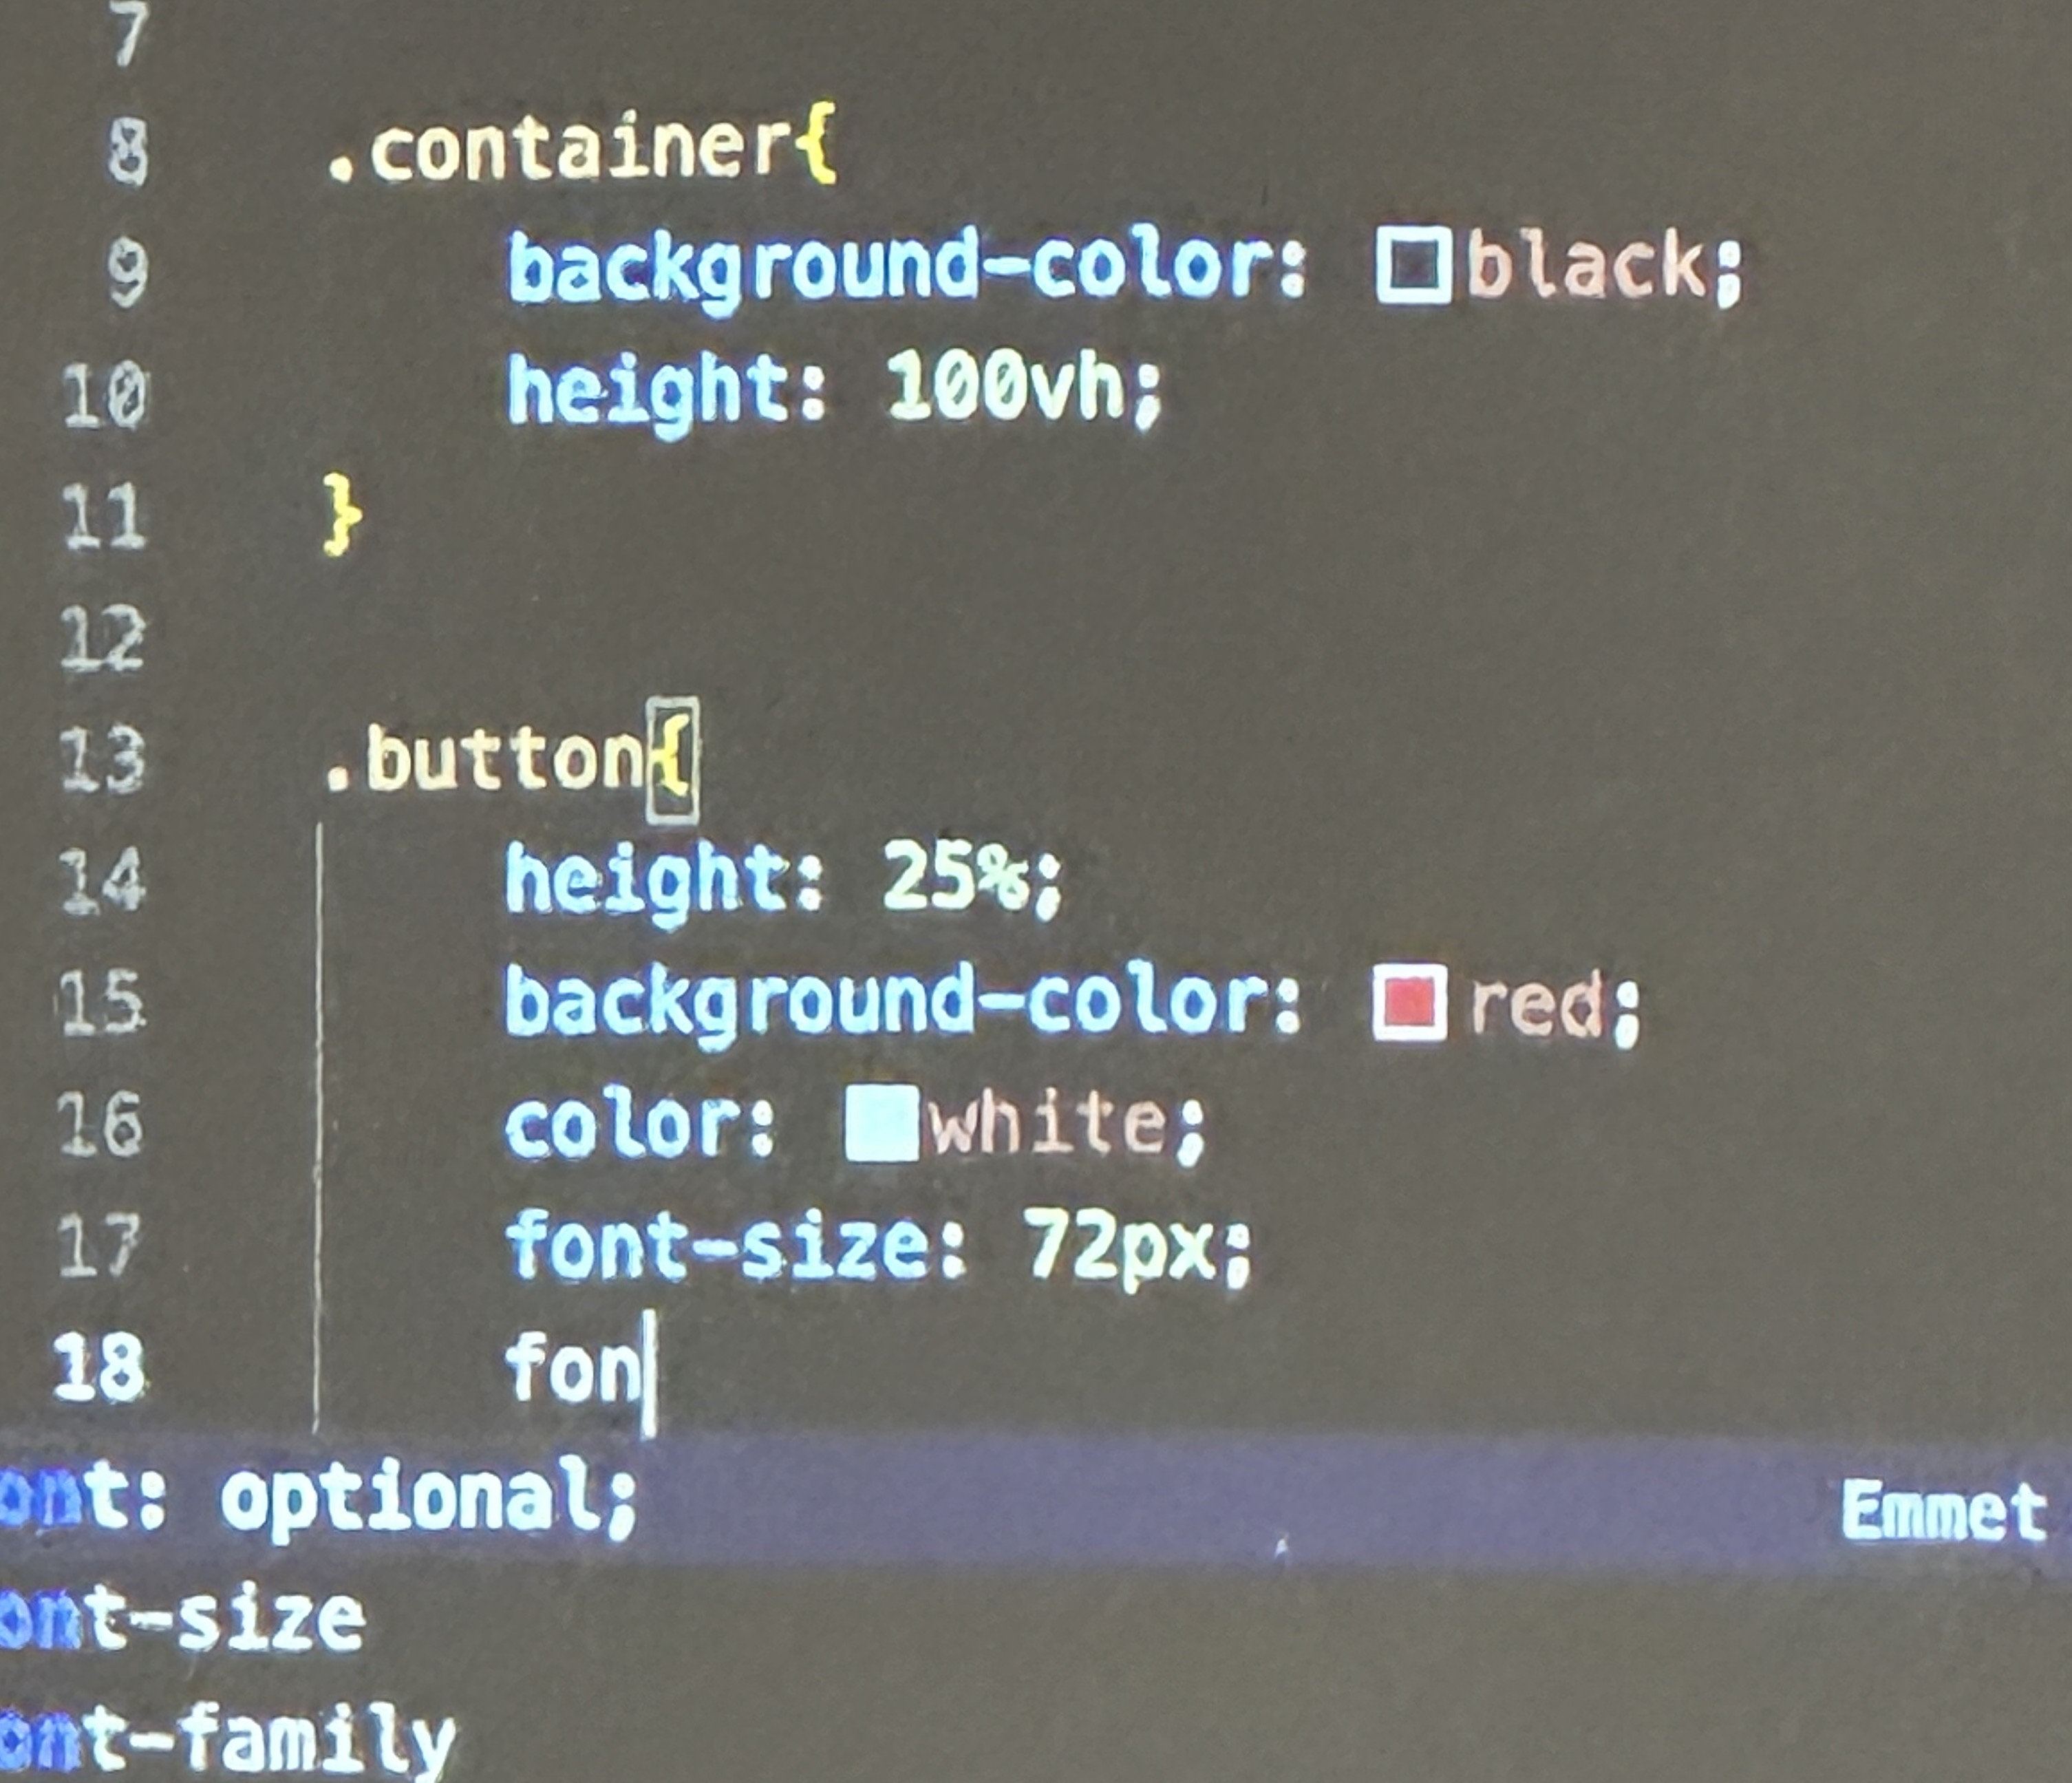 7
8 .container{
9 background-color: black;
10 height: 100vh;
11 }
12
13 .button{
14 height: 25%;
15 background-color: red;
16 color: white;
17 font-size: 72px;
18 fon
ont: optional; Emmet
ont-size
ont-family